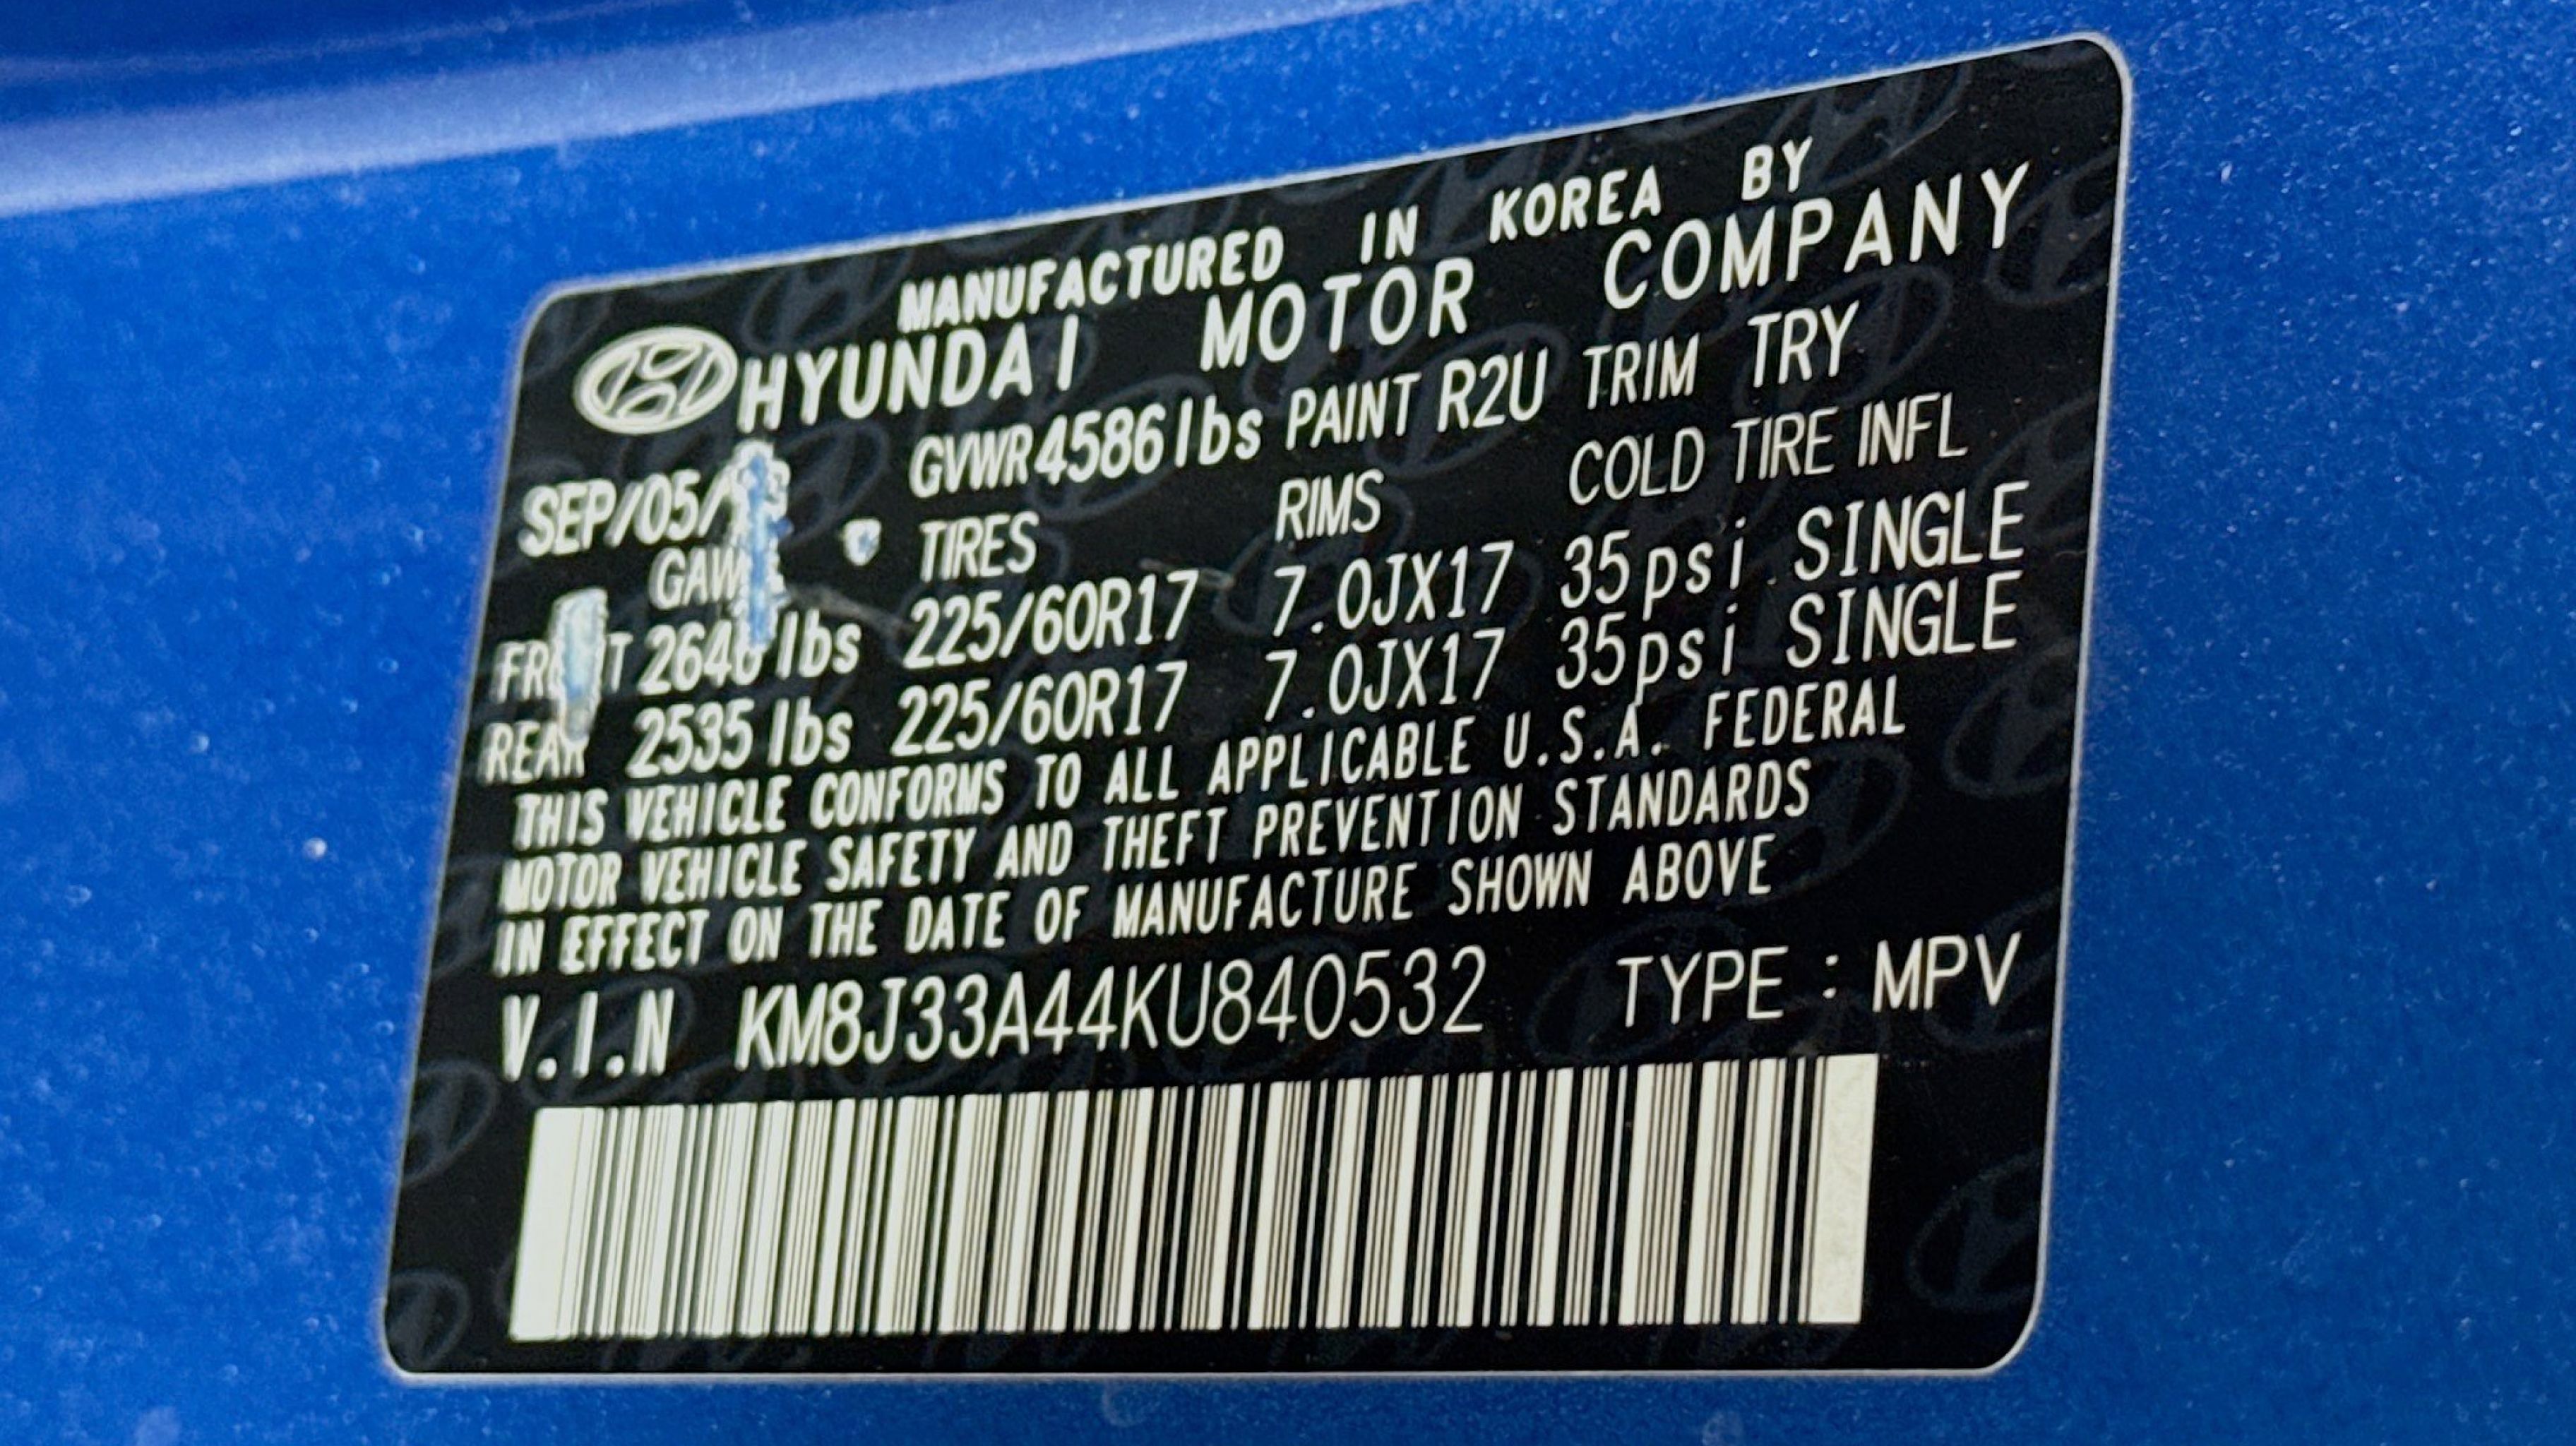 MANUFACTURED IN KOREA BY
HYUNDAI MOTOR COMPANY
GVWR 4586 lbs PAINT R2U TRIM TRY
TIRES RIMS COLD TIRE INFL
lbs 225/60R17 7.0JX17 35psi SINGLE
REAR 2535 lbs 225/60R17 7.0JX17 35psi SINGLE
THIS VEHICLE CONFORMS TO ALL APPLICABLE U.S.A. FEDERAL
MOTOR VEHICLE SAFETY AND THEFT PREVENTION STANDARDS
IN EFFECT ON THE DATE OF MANUFACTURE SHOWN ABOVE
V.I.N KM8J33A44KU840532 TYPE : MPV